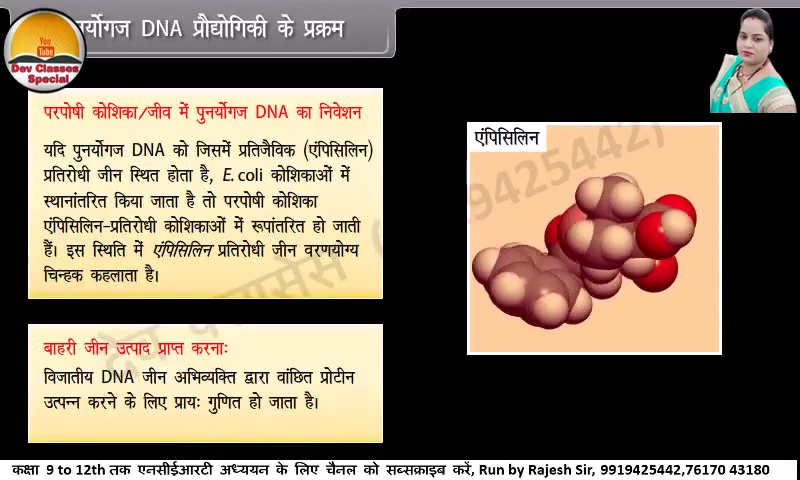 नर्योगज DNA प्रौद्योगिकी के प्रक्रम
You
Tube
Dev Classes
Special
परपोषी कोशिका/जीव में पुनर्योगज DNA का निवेशन
यदि पुनर्योगज DNA को जिसमें प्रतिजैविक (एंपिसिलिन)
प्रतिरोधी जीन स्थित होता है, E. coli कोशिकाओं में
स्थानांतरित किया जाता है तो परपोषी कोशिका
एंपिसिलिन-प्रतिरोधी कोशिकाओं में रूपांतरित हो जाती
हैं। इस स्थिति में एंपिसिलिन प्रतिरोधी जीन वरणयोग्य
चिन्हक कहलाता है।
एंपिसिलिन
बाहरी जीन उत्पाद प्राप्त करनाः
विजातीय DNA जीन अभिव्यक्ति द्वारा वांछित प्रोटीन
उत्पन्न करने के लिए प्रायः गुणित हो जाता है।
देव क्लासेस
19425442,
कक्षा 9 to 12th तक एनसीईआरटी अध्ययन के लिए चैनल को सब्सक्राइब करें, Run by Rajesh Sir, 9919425442,76170 43180